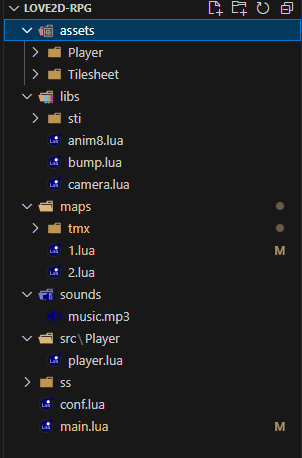 LOVE2D-RPG
assets
Player
Tilesheet
libs
sti
anim8.lua
bump.lua
camera.lua
maps
tmx
1.lua M
2.lua
sounds
music.mp3
src\Player
player.lua
ss
conf.lua
main.lua M